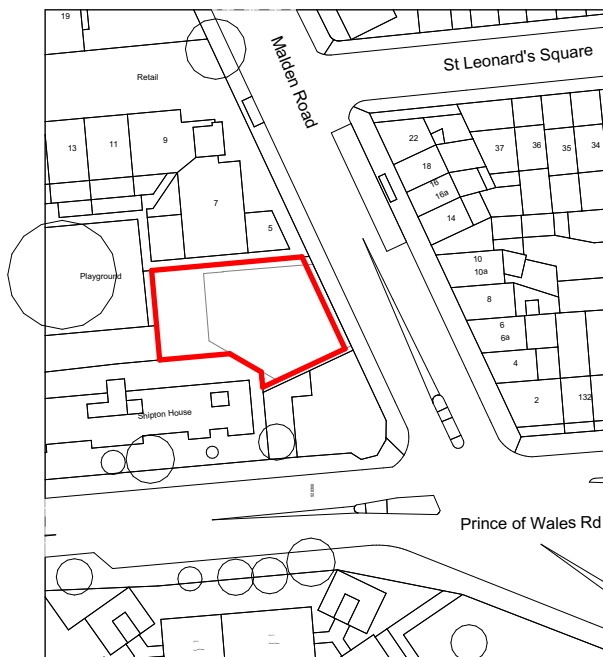 19
Malden Road
St Leonard's Square
Retail
13
11
9
22
37
36
35
34
18
16
16a
14
7
5
10
10a
Playground
8
6
6a
4
2
132
Shipton House
Prince of Wales Rd